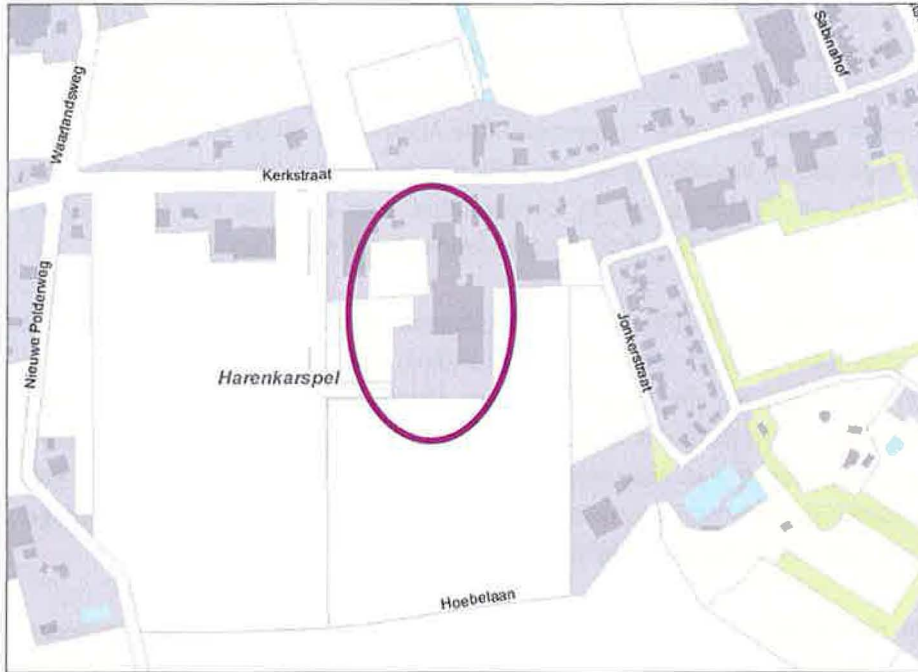 Sabinahof
Waarlandsweg
Kerkstraat
Nieuwe Polderweg
Jonkerstraat
Harenkarspel
Hoebelaan